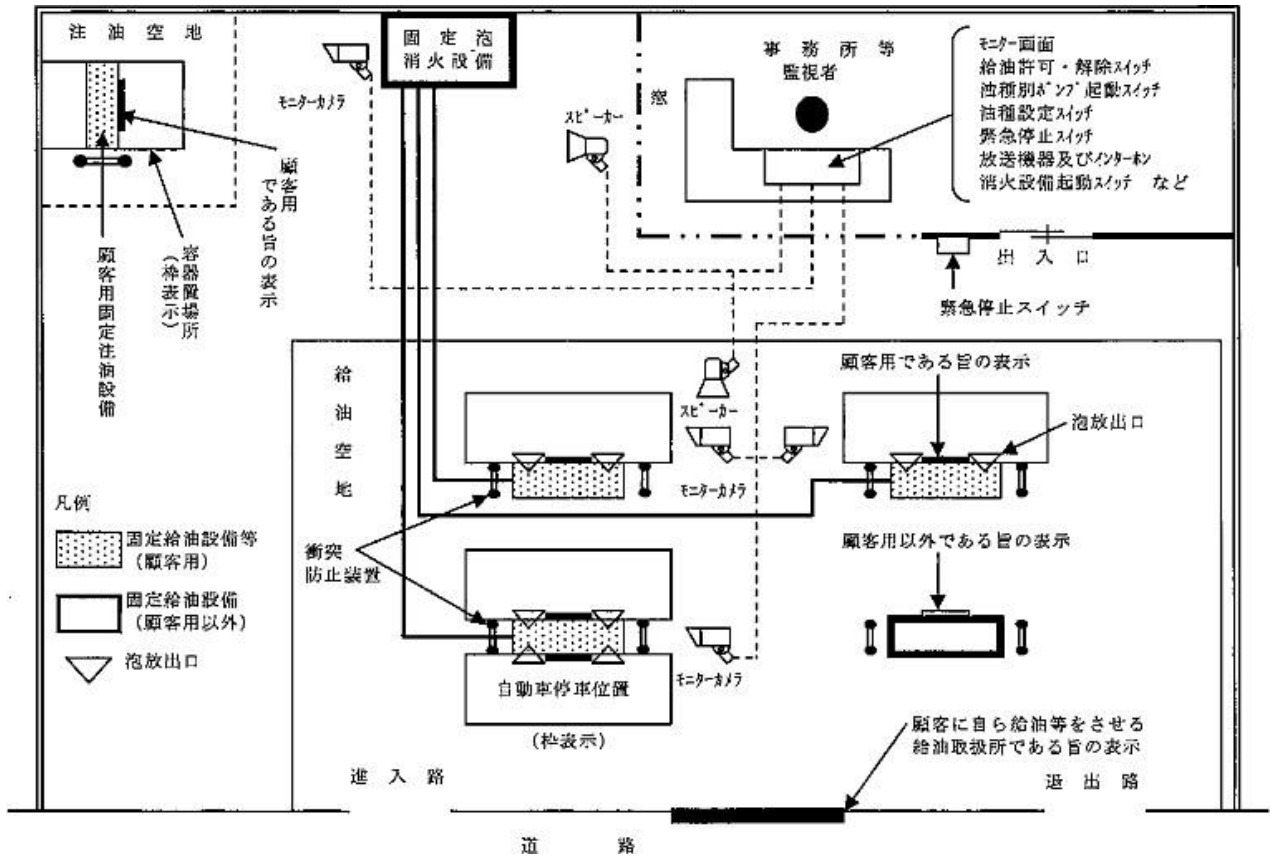 注油空地
固定泡
消火設備
モニターカメラ
スピーカー
窓
事務所等
監視者
モニター画面
給油許可・解除スイッチ
油種別ポンプ起動スイッチ
油種設定スイッチ
緊急停止スイッチ
放送機器及びインターホン
消火設備起動スイッチ など
出入口
緊急停止スイッチ
顧客用
である旨の表示
容器置場所
(枠表示)
顧客用固定注油設備
給油空地
スピーカー
モニターカメラ
顧客用である旨の表示
泡放出口
凡例
固定給油設備等
(顧客用)
固定給油設備
(顧客用以外)
泡放出口
衝突
防止装置
顧客用以外である旨の表示
自動車停車位置
モニターカメラ
(枠表示)
顧客に自ら給油等をさせる
給油取扱所である旨の表示
進入路
退出路
道路